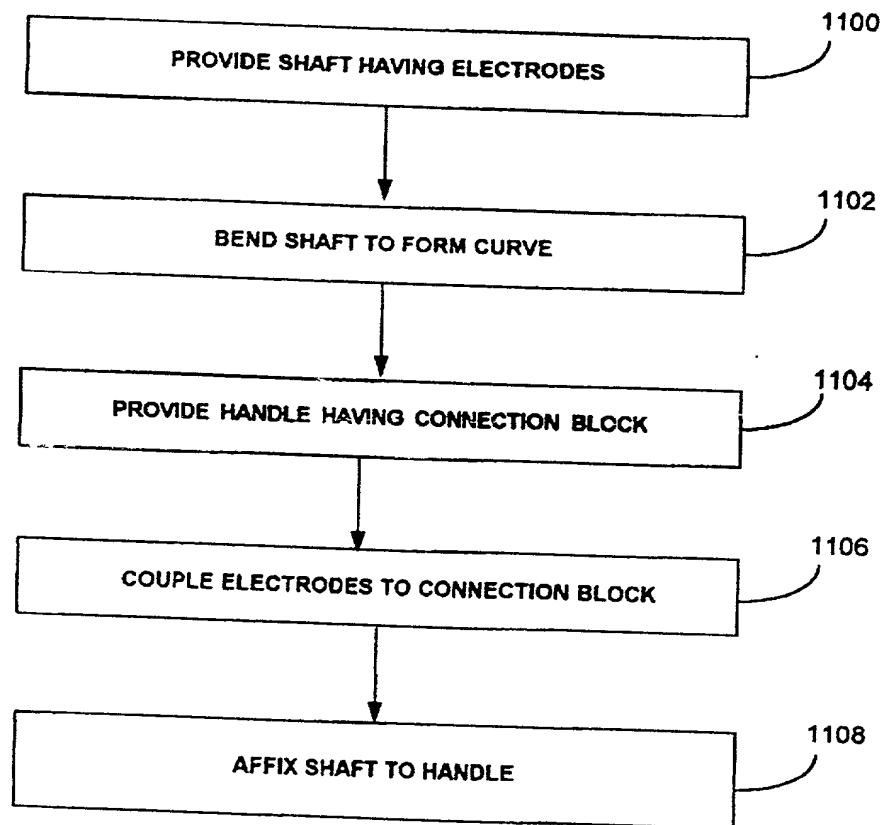 1100
PROVIDE SHAFT HAVING ELECTRODES
1102
BEND SHAFT TO FORM CURVE
1104
PROVIDE HANDLE HAVING CONNECTION BLOCK
1106
COUPLE ELECTRODES TO CONNECTION BLOCK
1108
AFFIX SHAFT TO HANDLE